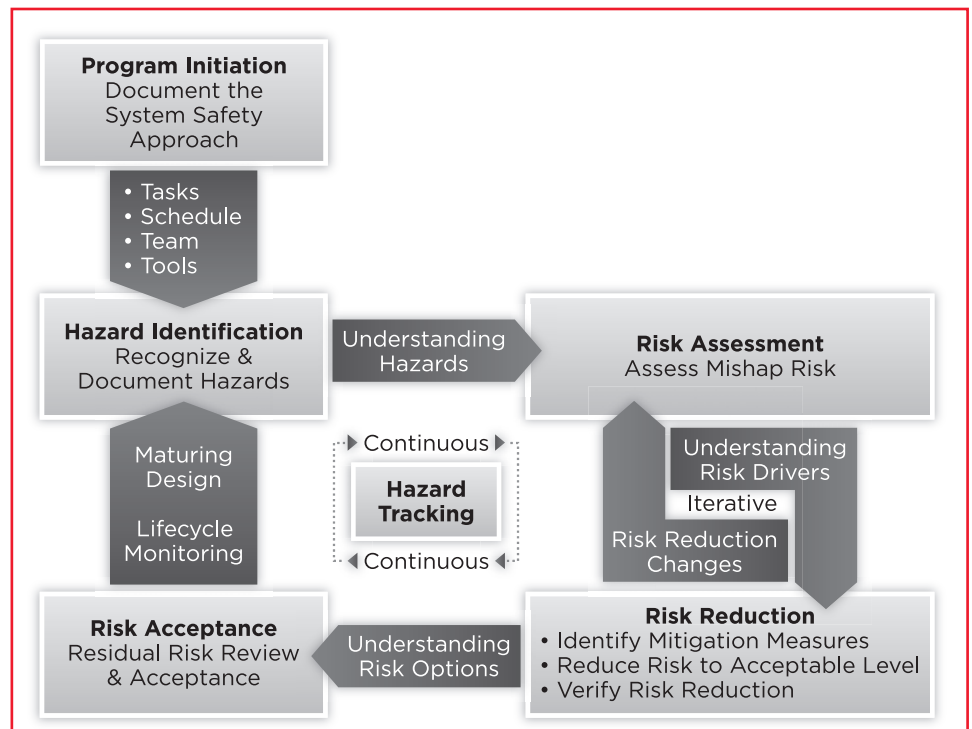 Program Initiation
Document the
System Safety
Approach
• Tasks
• Schedule
• Team
• Tools
Hazard Identification
Recognize &
Document Hazards
Understanding
Hazards
Risk Assessment
Assess Mishap Risk
Maturing
Design
Lifecycle
Monitoring
Continuous
Hazard
Tracking
Continuous
Understanding
Risk Drivers
Iterative
Risk Reduction
Changes
Risk Acceptance
Residual Risk Review
& Acceptance
Understanding
Risk Options
Risk Reduction
• Identify Mitigation Measures
• Reduce Risk to Acceptable Level
• Verify Risk Reduction